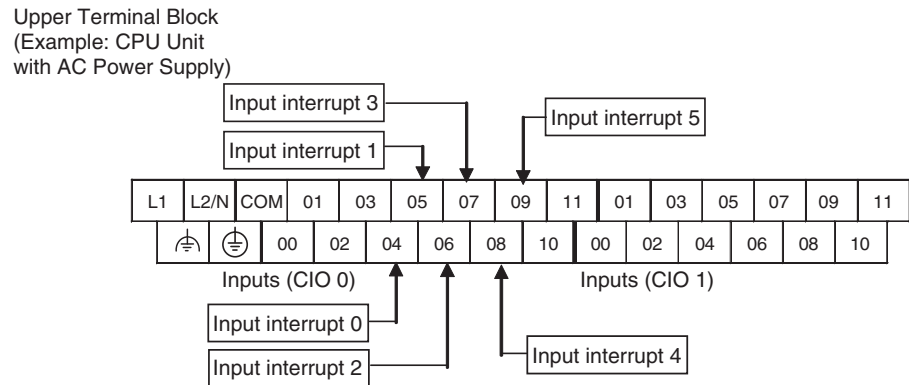 Upper Terminal Block
(Example: CPU Unit
with AC Power Supply)
Input interrupt 3
Input interrupt 5
Input interrupt 1
L1 L2/N COM 01 03 05 07 09 11 01 03 05 07 09 11
00 02 04 06 08 10 00 02 04 06 08 10
Inputs (CIO 0) Inputs (CIO 1)
Input interrupt 0
Input interrupt 2
Input interrupt 4